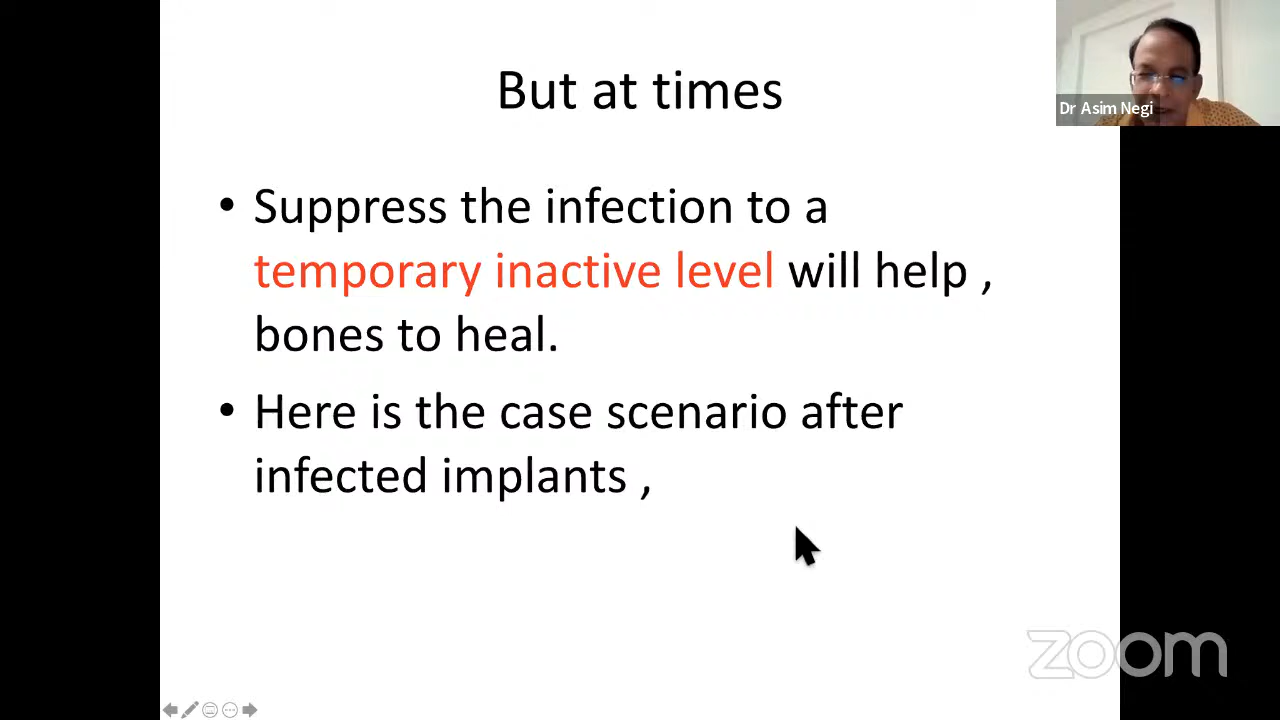 But at times
Dr Asim Negi
• Suppress the infection to a
temporary inactive level will help ,
bones to heal.
• Here is the case scenario after
infected implants ,
zoom